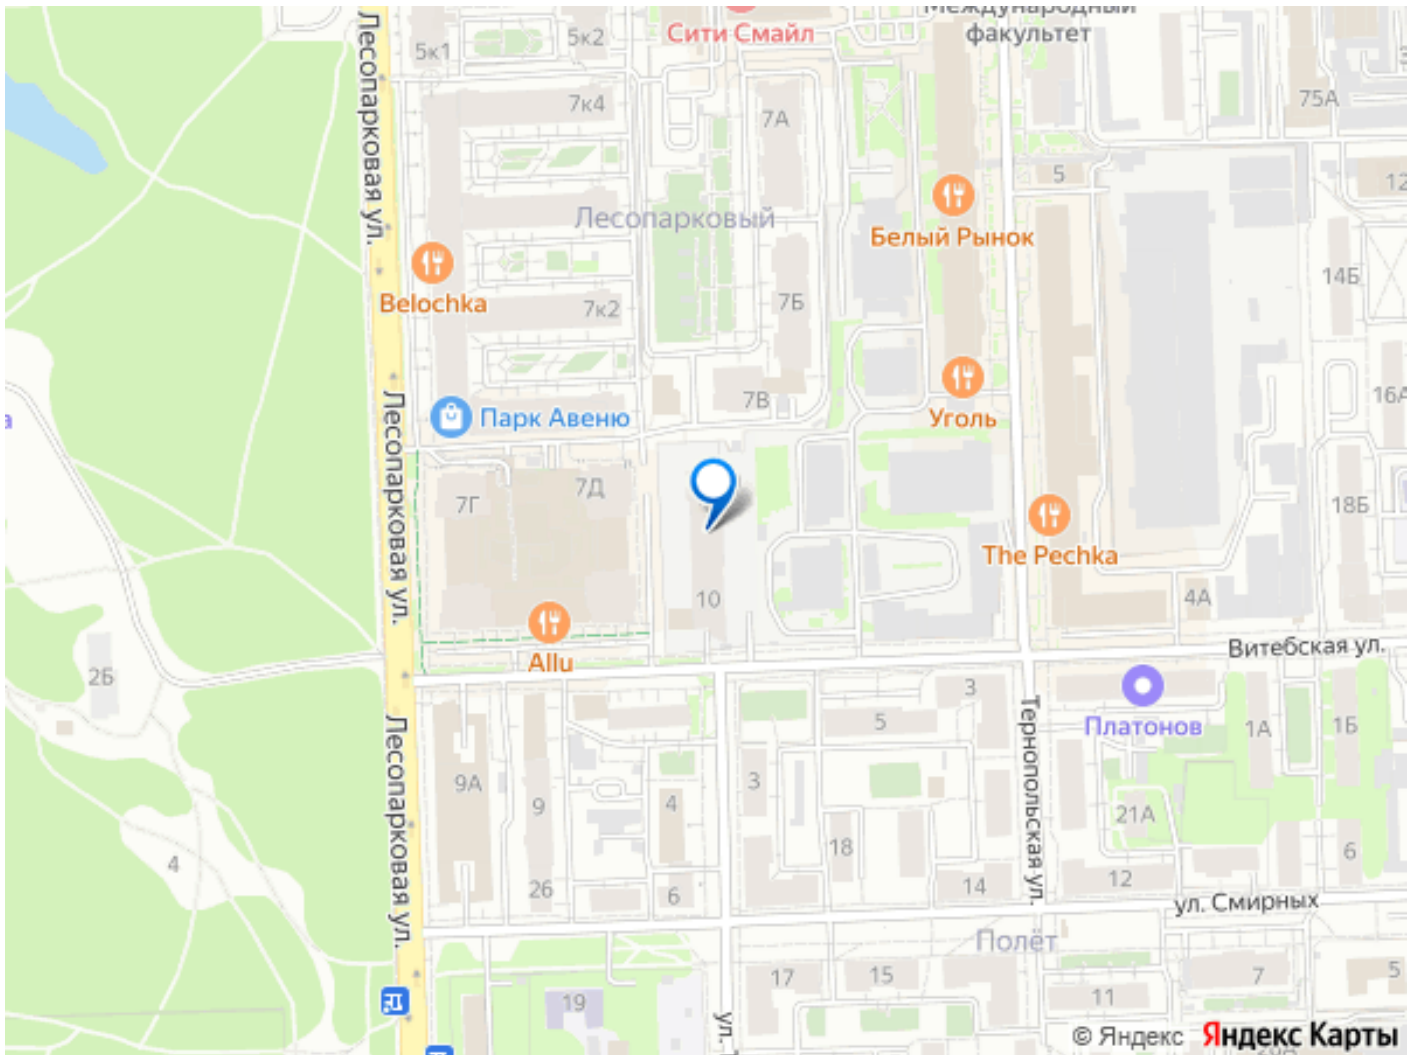 Международный
факультет
Сити Смайл
5к1
5к2
75А
7к4
7А
Лесопарковая ул.
5
12
Лесопарковый
Белый Рынок
14Б
Belochka
7к2
7Б
16А
7В
Парк Авеню
Уголь
Лесопарковая ул.
7Г
7Д
18Б
The Pechka
10
4А
Allu
Витебская ул.
2Б
3
5
Платонов
1А
1Б
Лесопарковая ул.
Тернопольская ул.
9А
9
4
3
21А
18
6
4
26
6
14
12
ул. Смирных
Полёт
17
15
7
5
11
19
ул.
© Яндекс Яндекс Карты